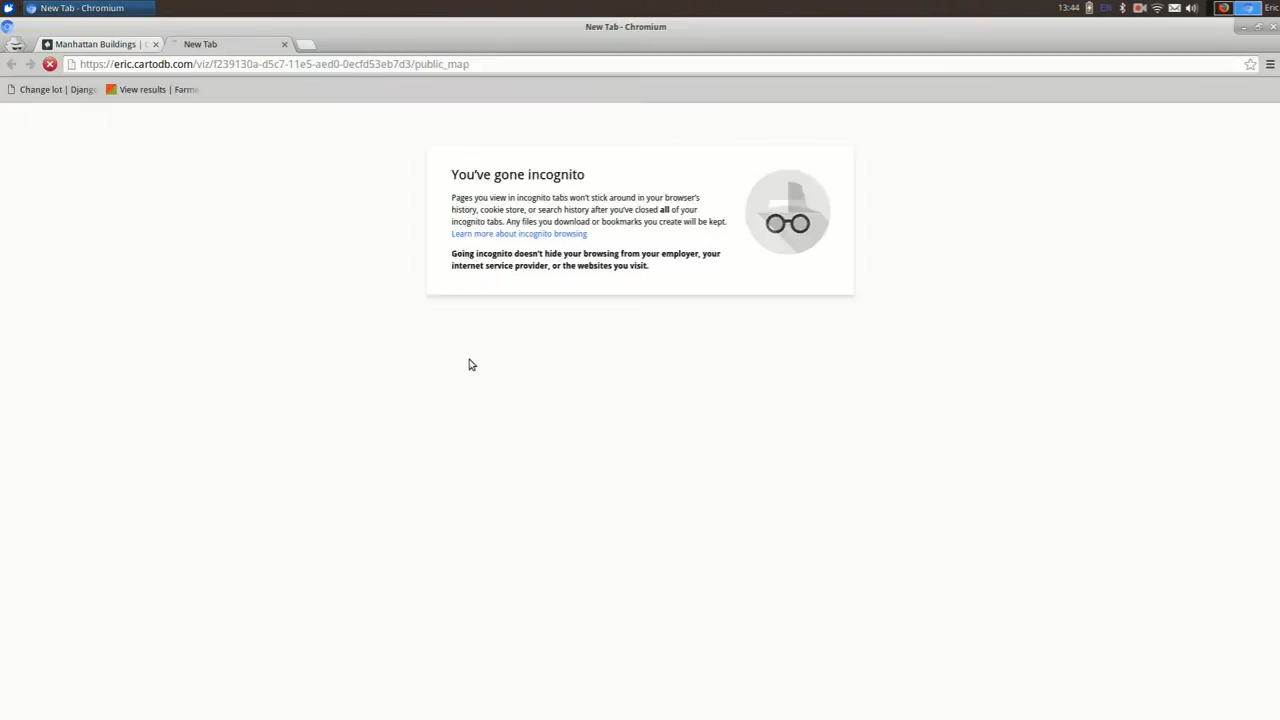 New Tab - Chromium
13:44
EN
Eric
New Tab - Chromium
Manhattan Buildings |
New Tab
https://eric.cartodb.com/viz/f239130a-d5c7-11e5-aed0-0ecfd53eb7d3/public_map
Change lot | Django
View results | Farm
You've gone incognito
Pages you view in incognito tabs won't stick around in your browser's
history, cookie store, or search history after you've closed all of your
incognito tabs. Any files you download or bookmarks you create will be kept.
Learn more about incognito browsing
Going incognito doesn't hide your browsing from your employer, your
internet service provider, or the websites you visit.